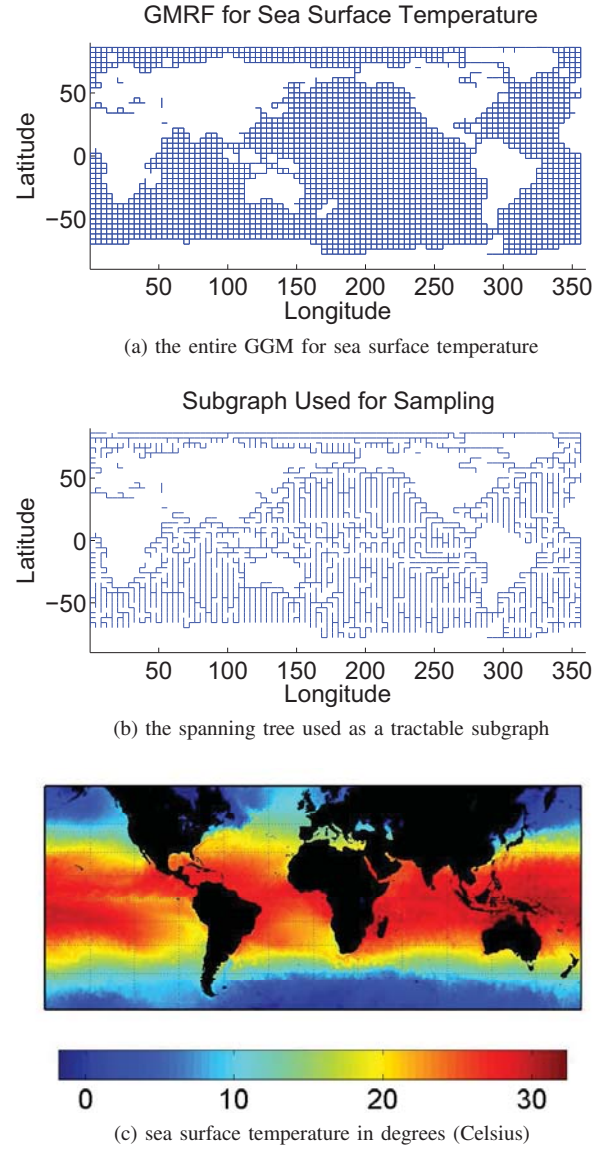 GMRF for Sea Surface Temperature
50
0
−50
Latitude
50 100 150 200 250 300 350
Longitude
(a) the entire GGM for sea surface temperature
Subgraph Used for Sampling
50
0
−50
Latitude
50 100 150 200 250 300 350
Longitude
(b) the spanning tree used as a tractable subgraph
0 10 20 30
(c) sea surface temperature in degrees (Celsius)